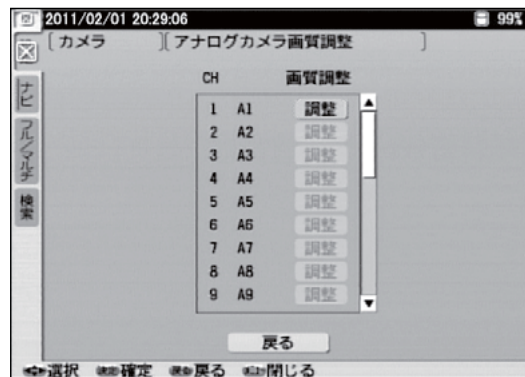 2011/02/01 20:29:06 99%
[カメラ ][アナログカメラ画質調整 ]
ナビ
フル/マルチ
検索
CH 画質調整
1 A1 調整
2 A2 調整
3 A3 調整
4 A4 調整
5 A5 調整
6 A6 調整
7 A7 調整
8 A8 調整
9 A9 調整
戻る
選択 確定 戻る 閉じる